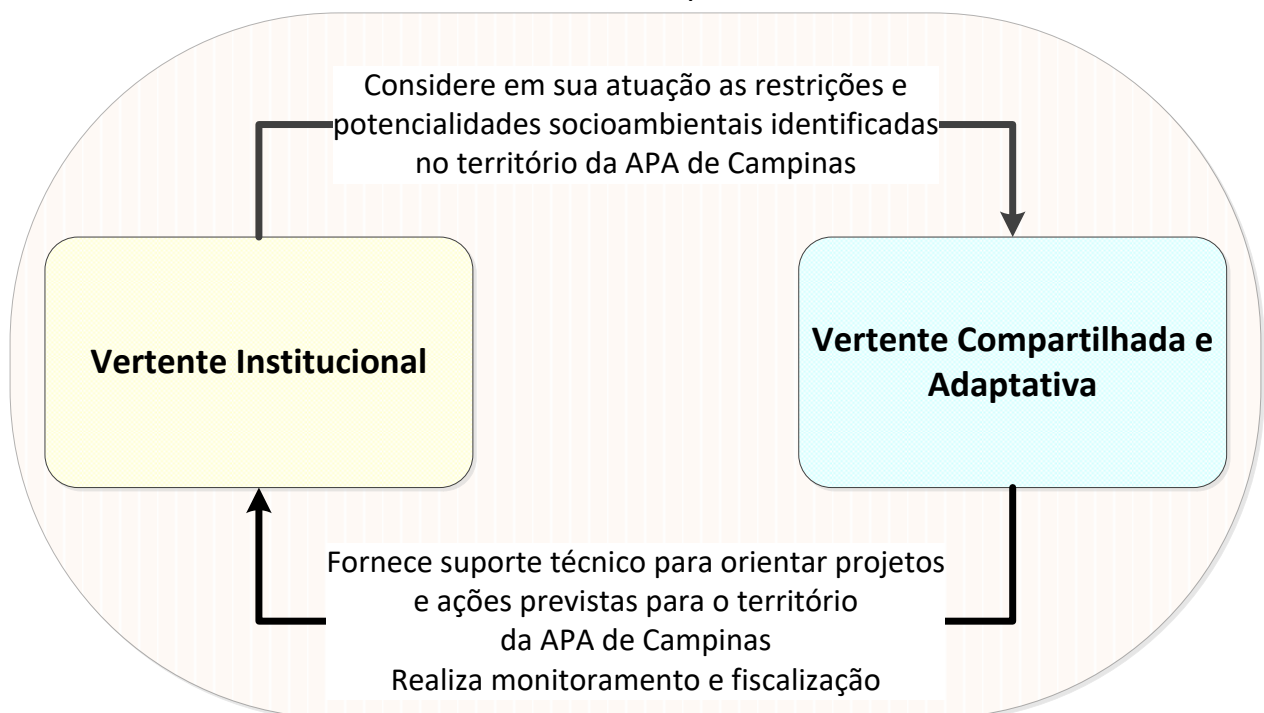 Considere em sua atuação as restrições e
potencialidades socioambientais identificadas
no território da APA de Campinas
Vertente Institucional
Vertente Compartilhada e
Adaptativa
Fornece suporte técnico para orientar projetos
e ações previstas para o território
da APA de Campinas
Realiza monitoramento e fiscalização